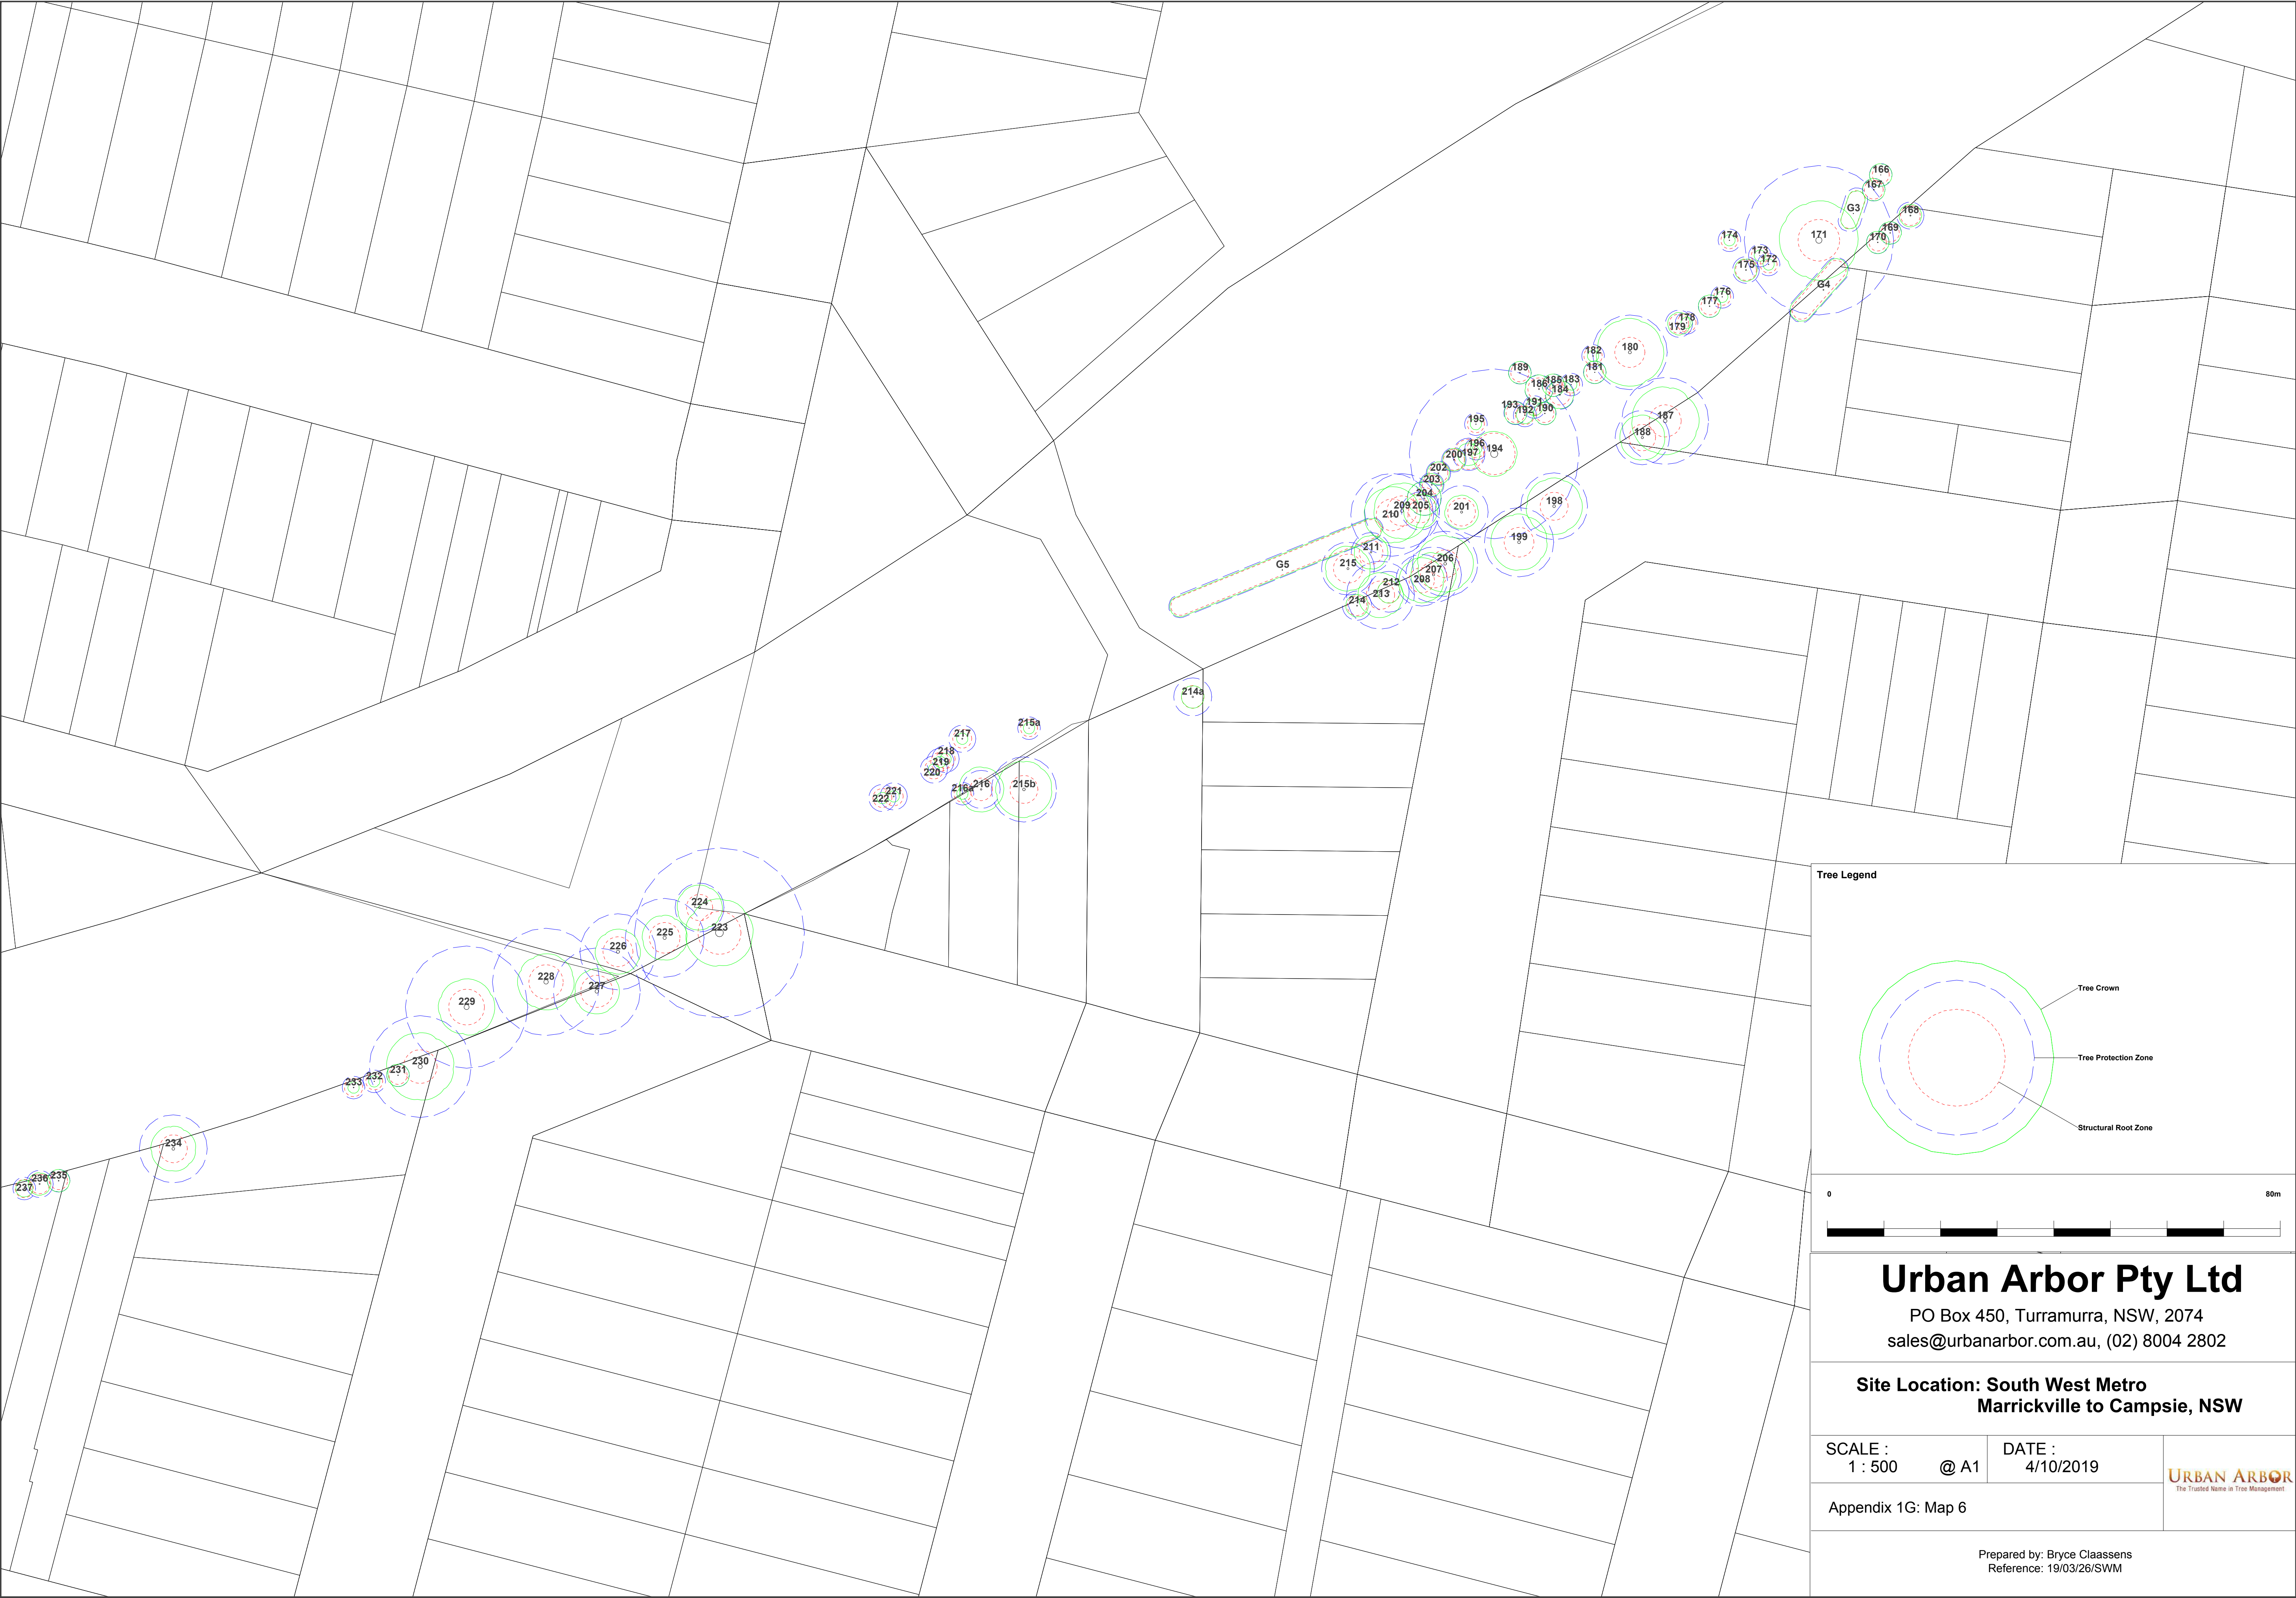 166
167
G3
168
169
170
171
174
173
172
175
G4
176
177
178
179
180
182
181
189
185
183
186
184
191
193
192
190
187
188
195
196
194
200
197
202
203
204
209
205
210
201
198
199
211
206
G5
215
207
208
212
213
214
214a
215a
217
218
219
220
216a
216
215b
221
222
224
223
225
226
228
227
229
230
231
232
233
234
235
236
237
Tree Legend
Tree Crown
Tree Protection Zone
Structural Root Zone
0 80m
Urban Arbor Pty Ltd
PO Box 450, Turramurra, NSW, 2074
sales@urbanarbor.com.au, (02) 8004 2802
Site Location: South West Metro
Marrickville to Campsie, NSW
SCALE :
1 : 500 @ A1
DATE :
4/10/2019
URBAN ARBOR
The Trusted Name in Tree Management
Appendix 1G: Map 6
Prepared by: Bryce Claassens
Reference: 19/03/26/SWM